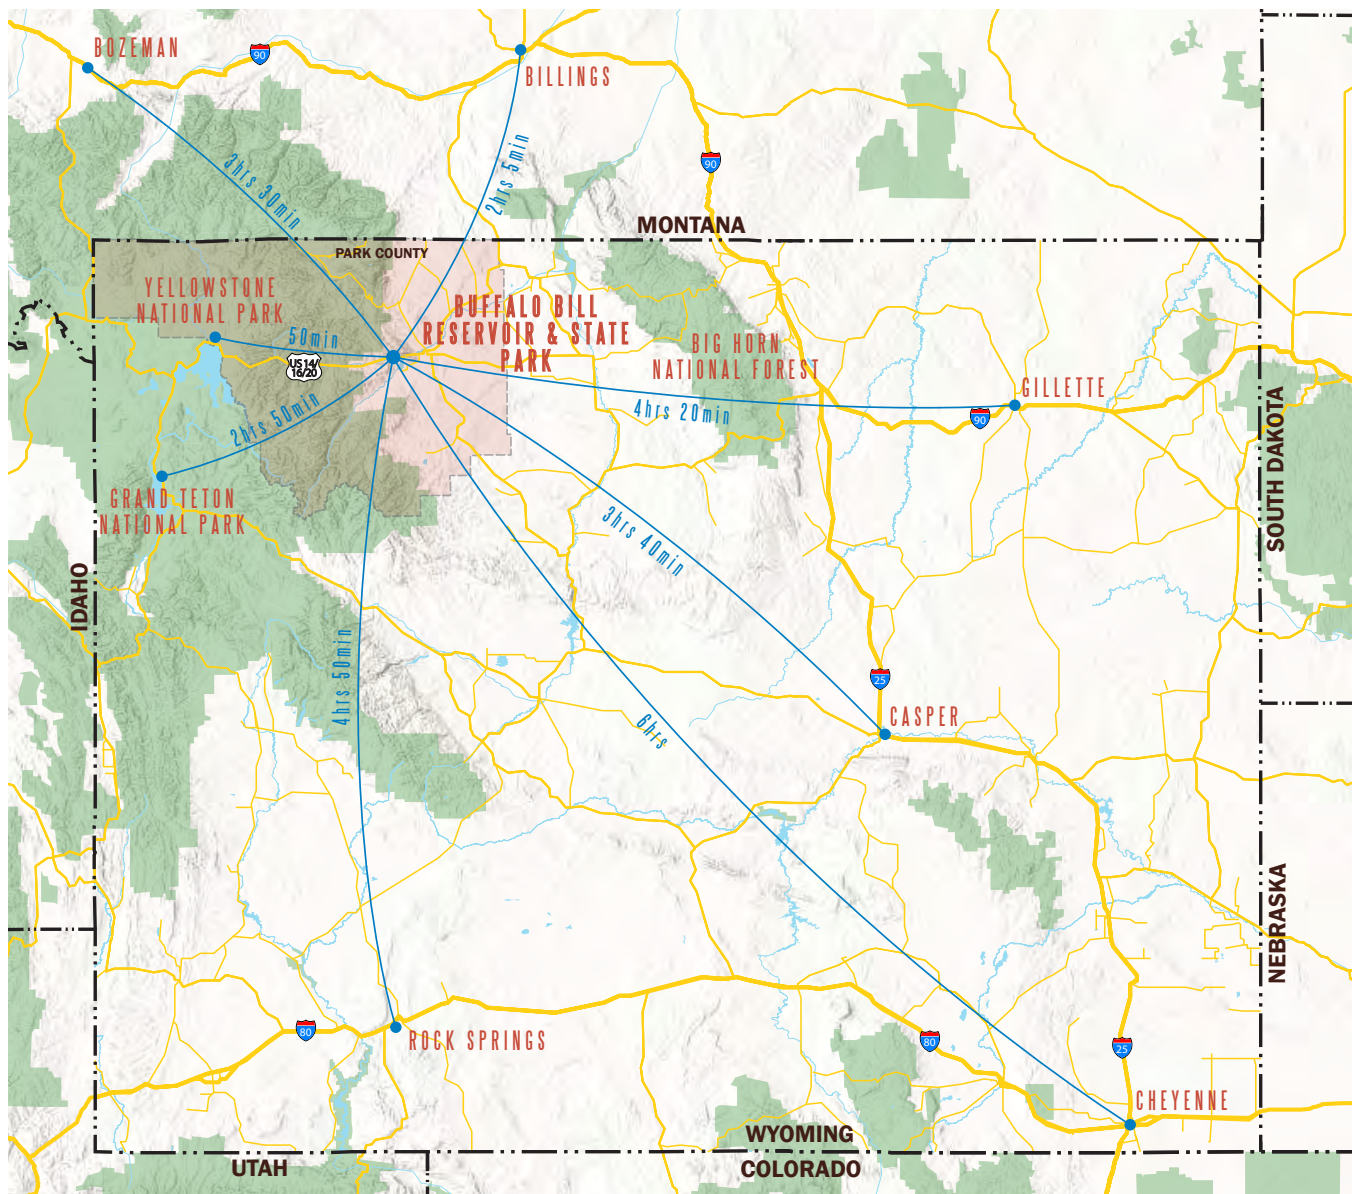 BOZEMAN
90
BILLINGS
3hrs 30min
2hrs 5min
90
MONTANA
PARK COUNTY
YELLOWSTONE
NATIONAL PARK
50min
US14/
16/20
BUFFALO BILL
RESERVOIR & STATE
PARK
BIG HORN
NATIONAL FOREST
GILLETTE
90
4hrs 20min
2hrs 50min
GRAND TETON
NATIONAL PARK
SOUTH DAKOTA
3hrs 40min
IDAHO
4hrs 50min
25
CASPER
6hrs
NEBRASKA
80
ROCK SPRINGS
80
25
CHEYENNE
WYOMING
UTAH
COLORADO